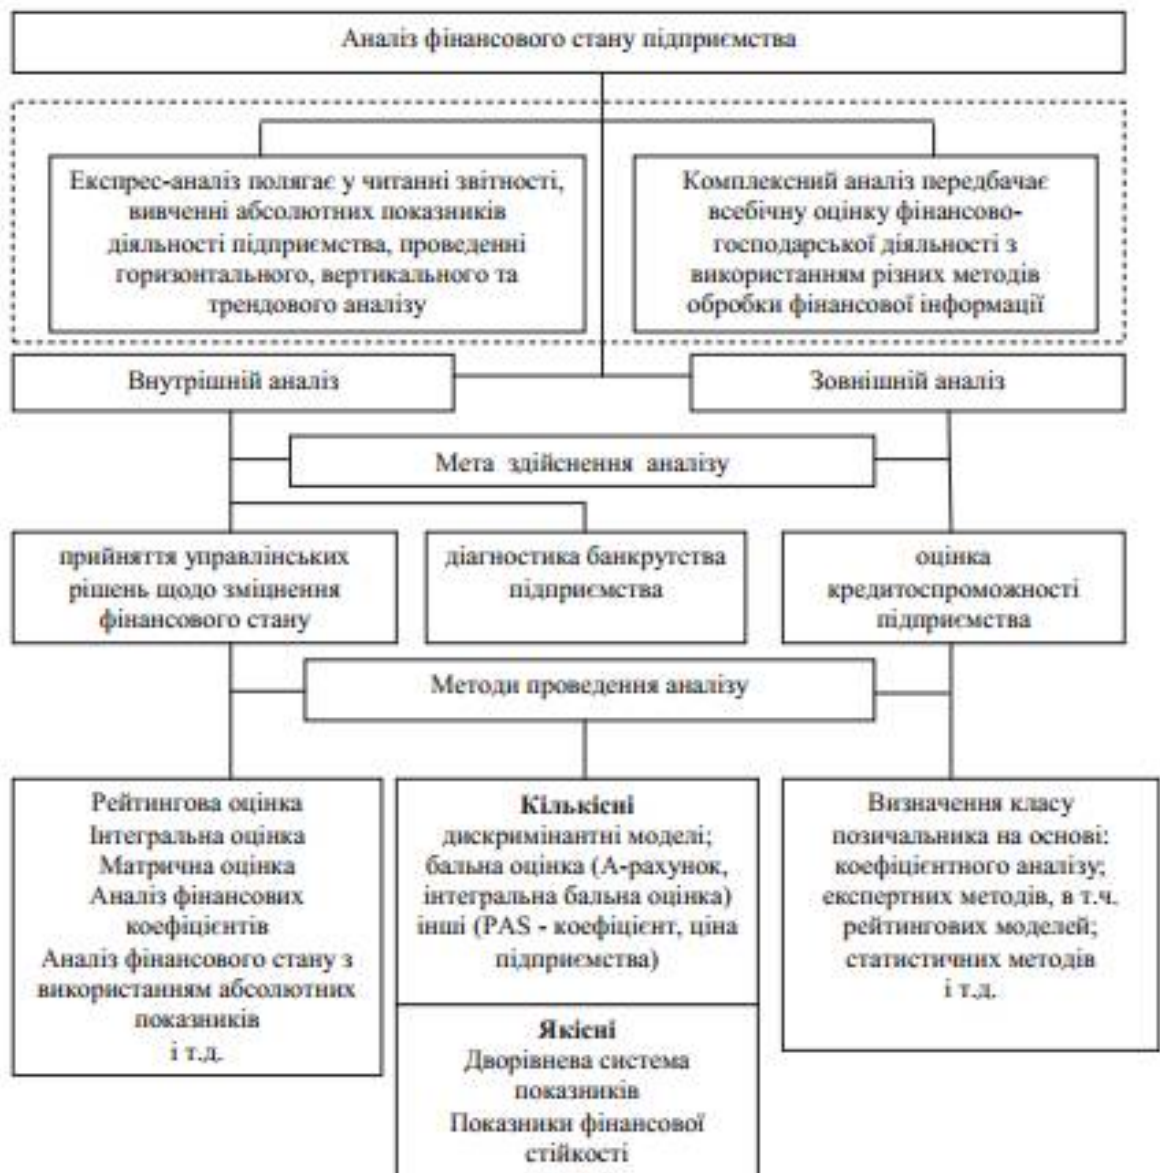 Аналіз фінансового стану підприємства
Експрес-аналіз полягає у читанні звітності,
вивченні абсолютних показників
діяльності підприємства, проведенні
горизонтального, вертикального та
трендового аналізу
Комплексний аналіз передбачає
всебічну оцінку фінансово-
господарської діяльності з
використанням різних методів
обробки фінансової інформації
Внутрішній аналіз
Зовнішній аналіз
Мета здійснення аналізу
прийняття управлінських
рішень щодо зміцнення
фінансового стану
діагностика банкрутства
підприємства
оцінка
кредитоспроможності
підприємства
Методи проведення аналізу
Рейтингова оцінка
Інтегральна оцінка
Матрична оцінка
Аналіз фінансових
коефіцієнтів
Аналіз фінансового стану з
використанням абсолютних
показників
і т.д.
Кількісні
дискримінантні моделі;
бальна оцінка (А-рахунок,
інтегральна бальна оцінка)
інші (PAS - коефіцієнт, ціна
підприємства)
Якісні
Дворівнева система
показників
Показники фінансової
стійкості
Визначення класу
позичальника на основі:
коефіцієнтного аналізу;
експертних методів, в т.ч.
рейтингових моделей;
статистичних методів
і т.д.